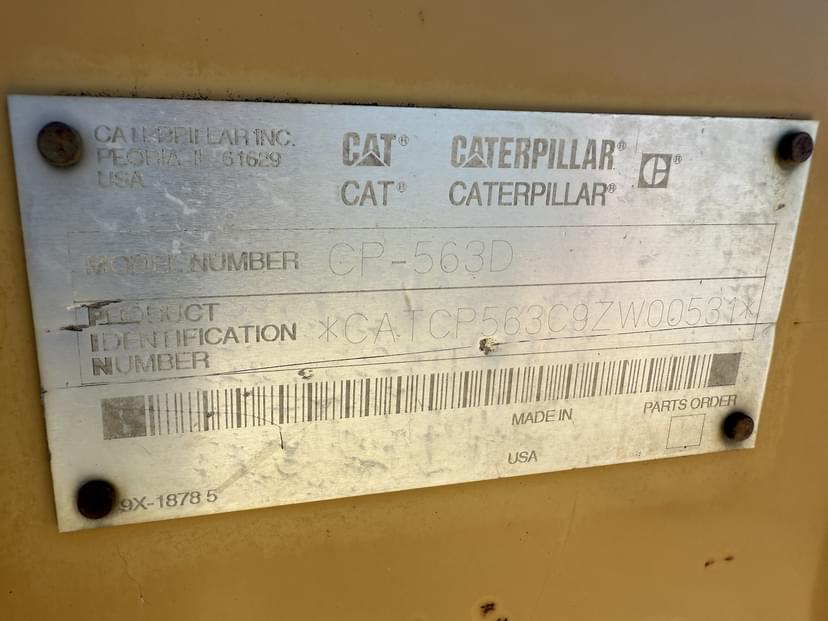 CATERPILLAR INC.
PEORIA IL 61629
USA
CAT® CATERPILLAR® C®
CAT® CATERPILLAR®
MODEL NUMBER CP-563D
PRODUCT
IDENTIFICATION
NUMBER
*CATCP563C9ZW00531*
MADE IN
USA
PARTS ORDER
9X-1878 5